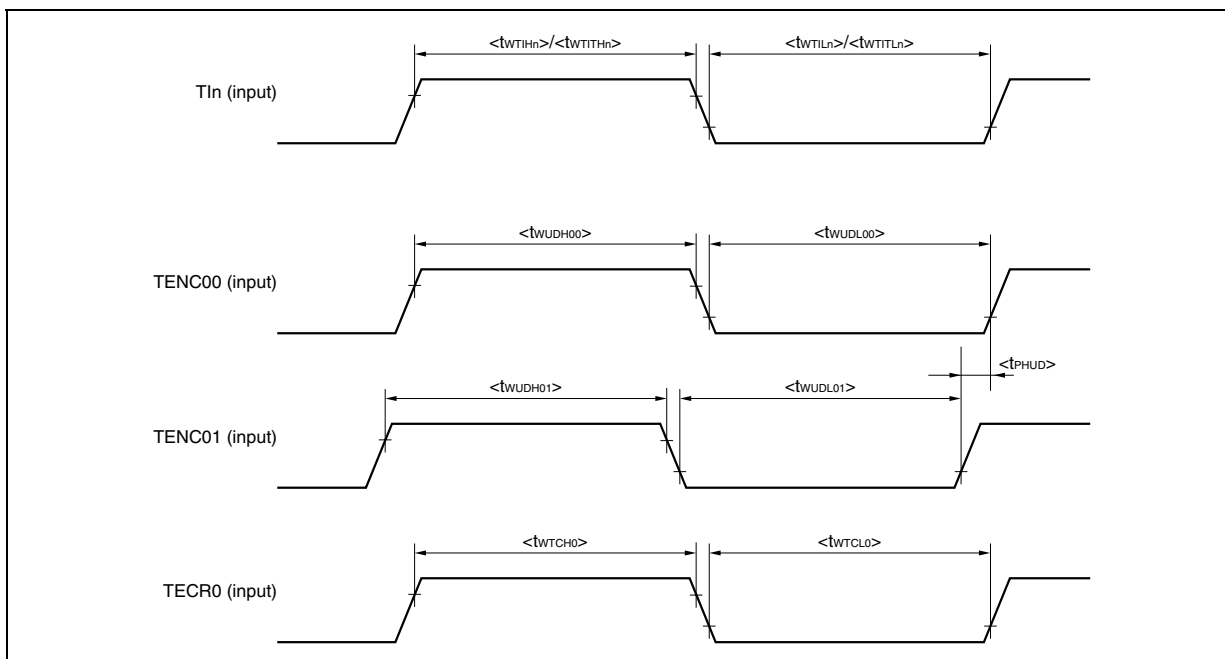 <tWTIHn>/<tWTITHn> <tWTILn>/<tWTITLn>
TIn (input)
<tWUDH00> <tWUDL00>
TENC00 (input)
<tPHUD>
<tWUDH01> <tWUDL01>
TENC01 (input)
<tWTCH0> <tWTCL0>
TECR0 (input)